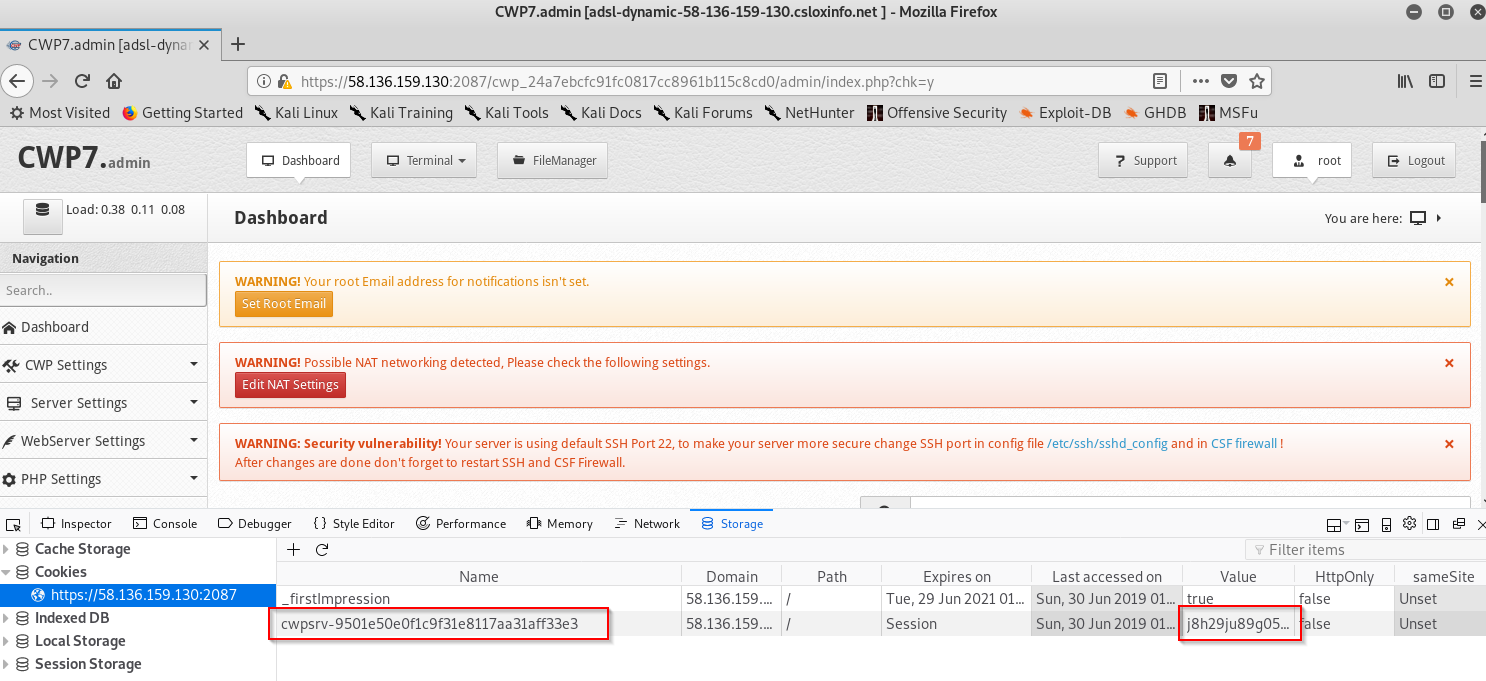 CWP7.admin [adsl-dynamic-58-136-159-130.csloxinfo.net ] - Mozilla Firefox
CWP7.admin [adsl-dynar
https://58.136.159.130:2087/cwp_24a7ebcfc91fc0817cc8961b115c8cd0/admin/index.php?chk=y
Most Visited Getting Started Kali Linux Kali Training Kali Tools Kali Docs Kali Forums NetHunter Offensive Security Exploit-DB GHDB MSFu
CWP7.admin Dashboard Terminal FileManager ? Support 7 root Logout
Load: 0.38 0.11 0.08 Dashboard You are here:
Navigation
Search..
Dashboard
CWP Settings
Server Settings
WebServer Settings
PHP Settings
WARNING! Your root Email address for notifications isn't set.
Set Root Email
WARNING! Possible NAT networking detected, Please check the following settings.
Edit NAT Settings
WARNING: Security vulnerability! Your server is using default SSH Port 22, to make your server more secure change SSH port in config file /etc/ssh/sshd_config and in CSF firewall !
After changes are done don't forget to restart SSH and CSF Firewall.
Inspector Console Debugger {} Style Editor Performance Memory Network Storage
Cache Storage
Cookies
https://58.136.159.130:2087
Indexed DB
Local Storage
Session Storage
Filter items
Name Domain Path Expires on Last accessed on Value HttpOnly sameSite
_firstImpression 58.136.159.... / Tue, 29 Jun 2021 01... Sun, 30 Jun 2019 01... true false Unset
cwpsrv-9501e50e0f1c9f31e8117aa31aff33e3 58.136.159.... / Session Sun, 30 Jun 2019 01... j8h29ju89g05... false Unset